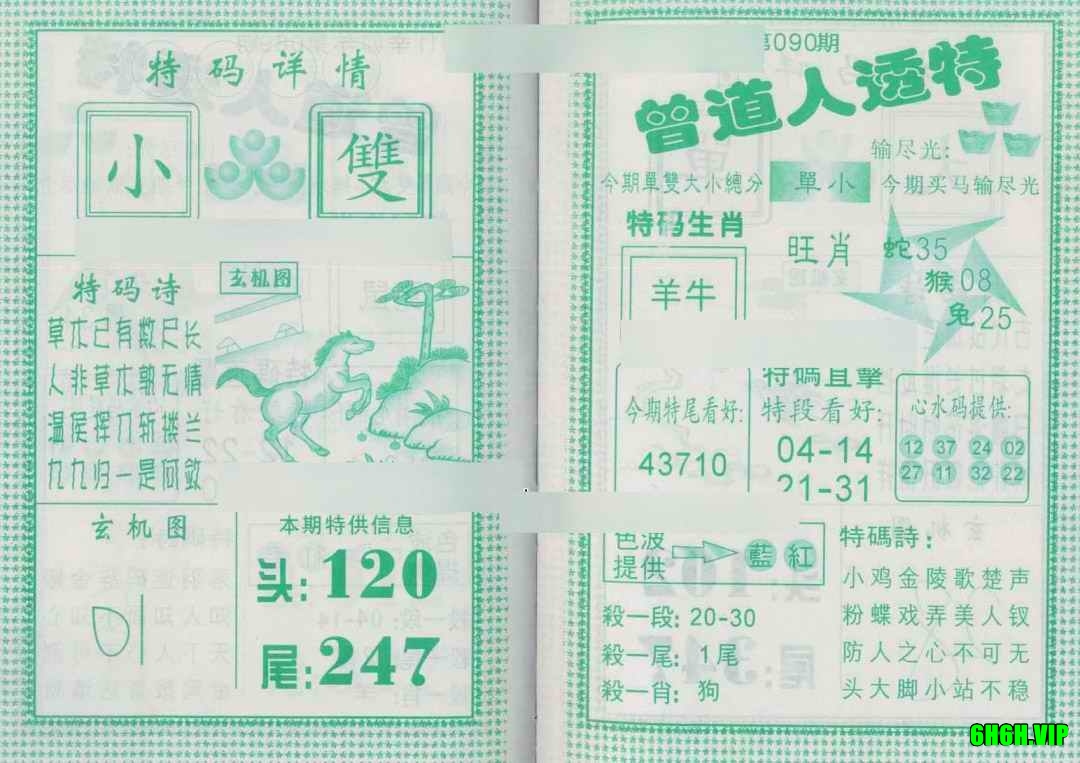 特码详情
小
雙
特码诗
草木已有数尺长
人非草木朝无情
温侯挥刀斩楼兰
九九归一是何数
玄机图
玄机图
本期特供信息
头:120
尾:247
第090期
曾道人透特
输尽光:
今期單雙大小總分
單小
今期买马输尽光
特码生肖
羊牛
旺肖
蛇35
猴08
兔25
今期特尾看好:
43710
特碼直擊
特段看好:
04-14
21-31
心水码提供:
12 37 24 02
27 11 32 22
色波
提供
藍 紅
殺一段: 20-30
殺一尾: 1尾
殺一肖: 狗
特碼詩:
小鸡金陵歌楚声
粉蝶戏弄美人钗
防人之心不可无
头大脚小站不稳
6H6H.VIP